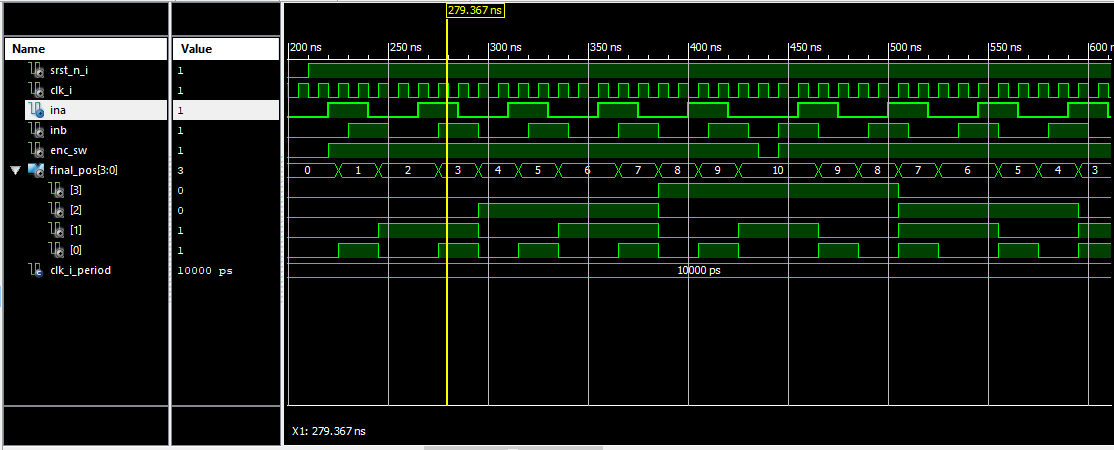 279.367 ns
Name Value 200 ns 250 ns 300 ns 350 ns 400 ns 450 ns 500 ns 550 ns 600 n
srst_n_i 1
clk_i 1
ina 1
inb 1
enc_sw 1
final_pos[3:0] 3 0 1 2 3 4 5 6 7 8 9 10 9 8 7 6 5 4 3
[3] 0
[2] 0
[1] 1
[0] 1
clk_i_period 10000 ps 10000 ps
X1: 279.367 ns